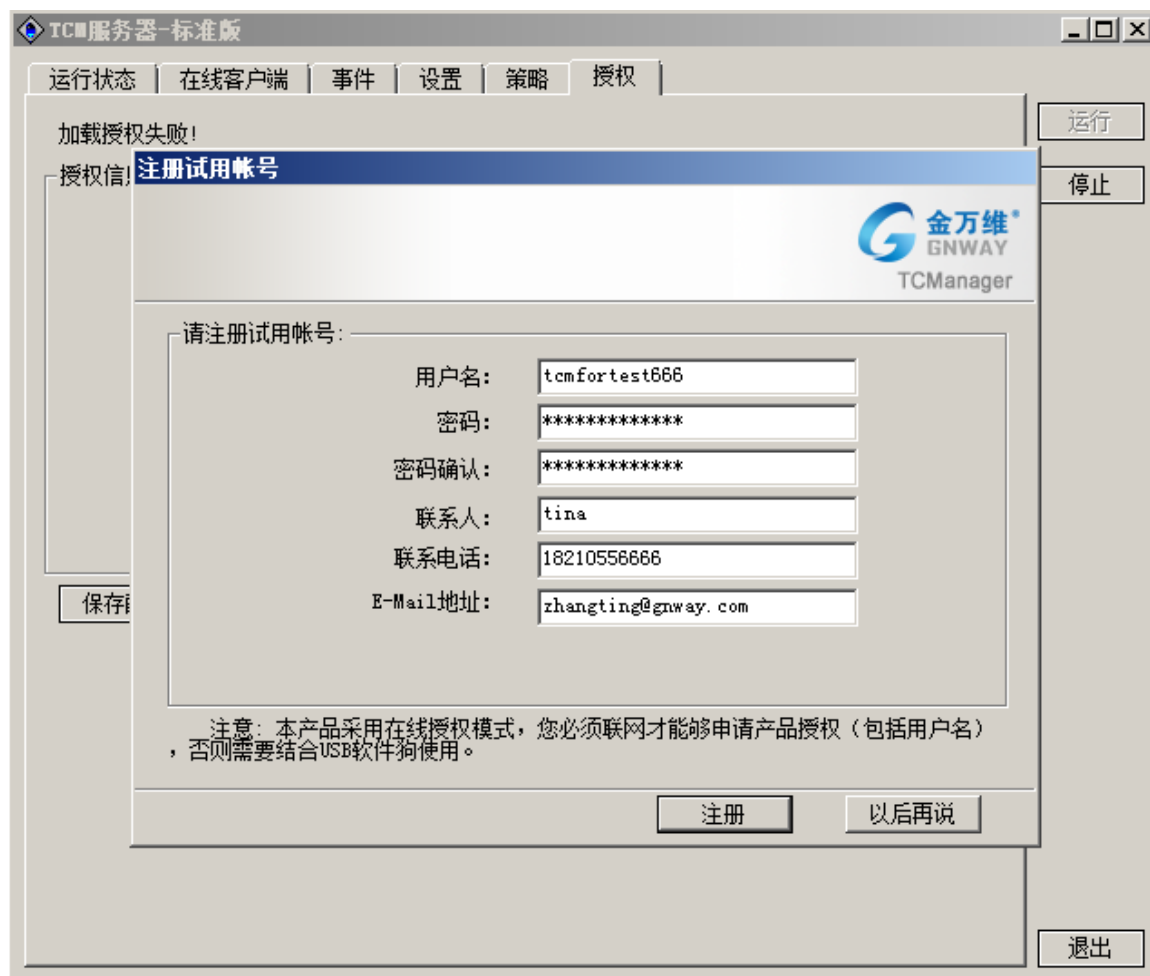 TCM服务器-标准版
运行状态 在线客户端 事件 设置 策略 授权
运行
加载授权失败!
停止
授权信息
注册试用帐号
金万维®
GNWAY
TCManager
请注册试用帐号:
用户名: tcmfortest666
密码: *************
密码确认: *************
联系人: tina
联系电话: 18210556666
E-Mail地址: zhangting@gnway.com
保存
注意: 本产品采用在线授权模式，您必须联网才能够申请产品授权（包括用户名）
，否则需要结合USB软件狗使用。
注册 以后再说
退出